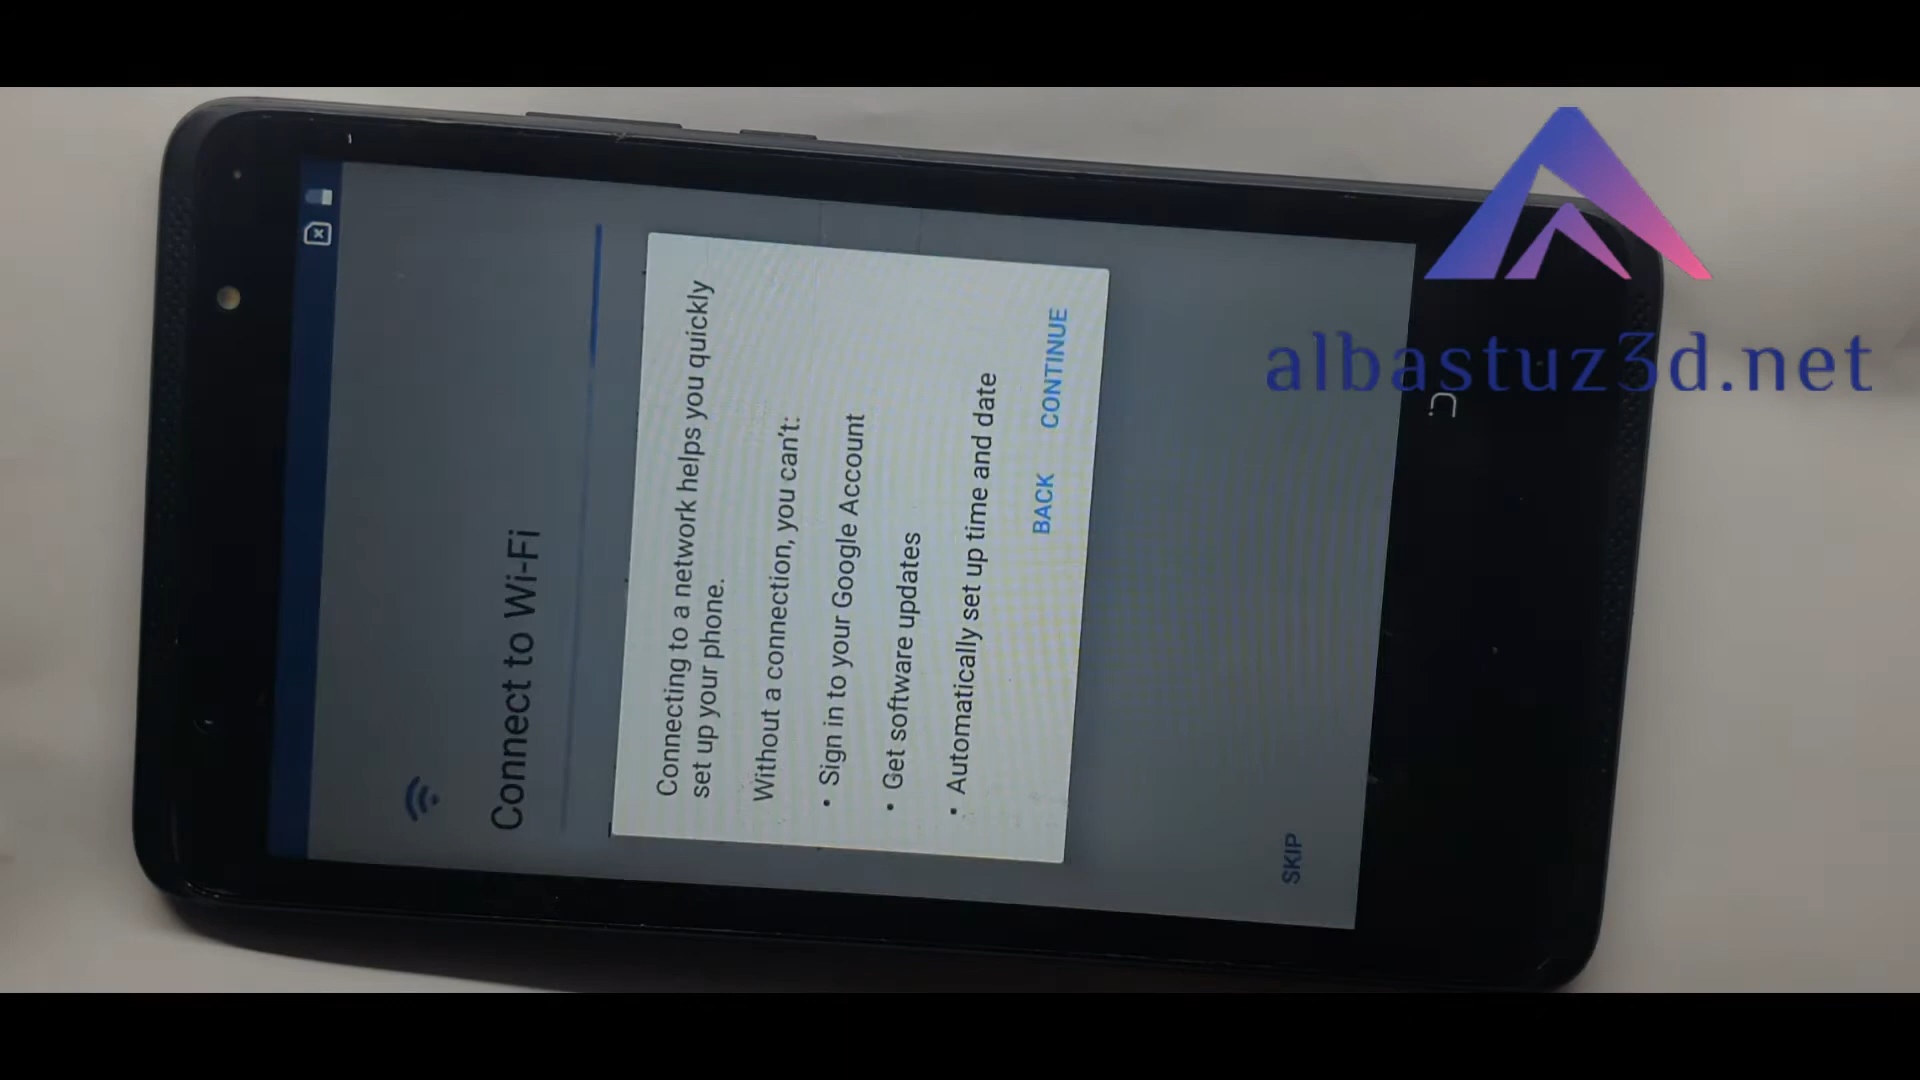 Connect to Wi-Fi
Connecting to a network helps you quickly
set up your phone.
Without a connection, you can't:
• Sign in to your Google Account
• Get software updates
• Automatically set up time and date
BACK CONTINUE
SKIP
albastuz3d.net